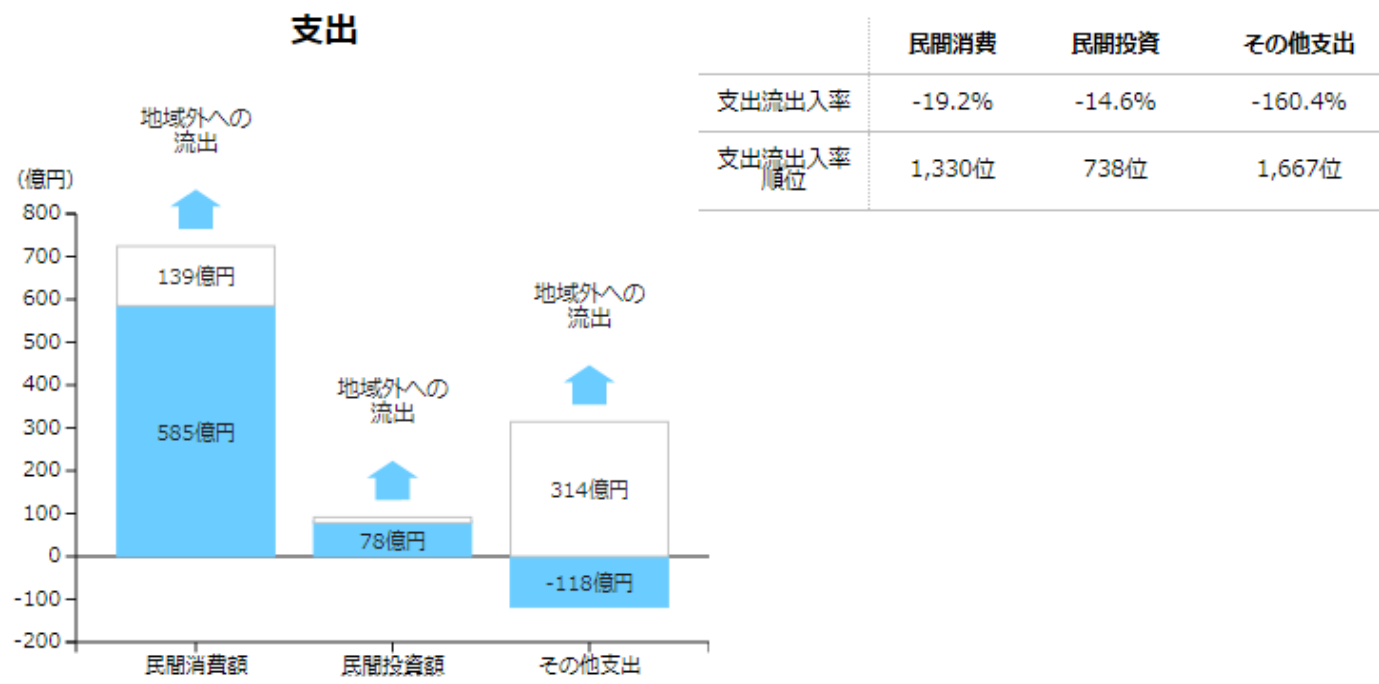 支出
民間消費 民間投資 その他支出
支出流出入率 -19.2% -14.6% -160.4%
支出流出入率
順位 1,330位 738位 1,667位
地域外への
流出
(億円)
800
700
600
500
400
300
200
100
0
-100
-200
139億円
585億円
地域外への
流出
78億円
地域外への
流出
314億円
-118億円
民間消費額 民間投資額 その他支出